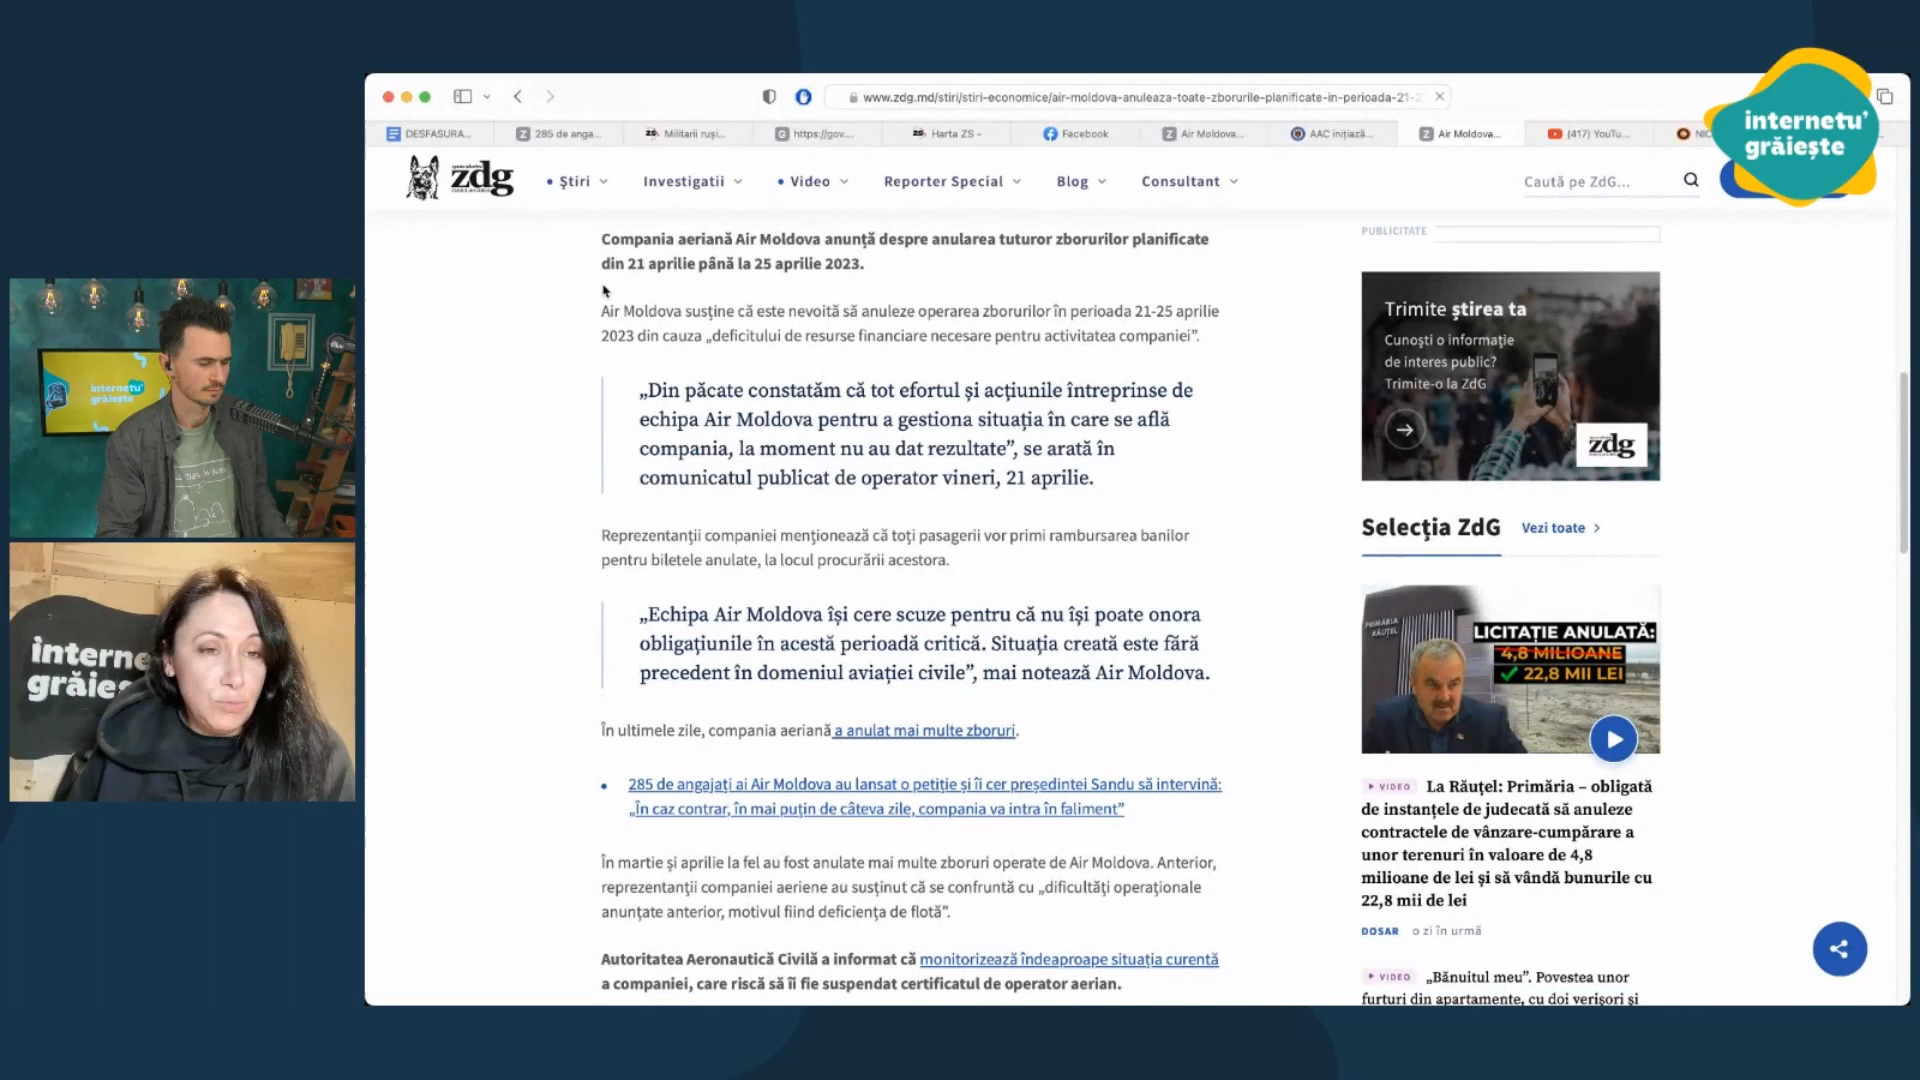 internetu'
grăiește
www.zdg.md/stiri/stiri-economice/air-moldova-anuleaza-toate-zborurile-planificate-in-perioada-21-2
DESFASURA...
285 de anga...
Militarii ruși...
https://gov....
Harta ZS -
Facebook
Air Moldova...
AAC inițiază...
Air Moldova...
(417) YouTu...
zdg
Știri
Investigatii
Video
Reporter Special
Blog
Consultant
Caută pe ZdG...
Compania aeriană Air Moldova anunță despre anularea tuturor zborurilor planificate
din 21 aprilie până la 25 aprilie 2023.
Air Moldova susține că este nevoită să anuleze operarea zborurilor în perioada 21-25 aprilie
2023 din cauza „deficitului de resurse financiare necesare pentru activitatea companiei”.
„Din păcate constatăm că tot efortul și acțiunile întreprinse de
echipa Air Moldova pentru a gestiona situația în care se află
compania, la moment nu au dat rezultate”, se arată în
comunicatul publicat de operator vineri, 21 aprilie.
Reprezentanții companiei menționează că toți pasagerii vor primi rambursarea banilor
pentru biletele anulate, la locul procurării acestora.
„Echipa Air Moldova își cere scuze pentru că nu își poate onora
obligațiunile în acestă perioadă critică. Situația creată este fără
precedent în domeniul aviației civile”, mai notează Air Moldova.
În ultimele zile, compania aeriană a anulat mai multe zboruri.
285 de angajați ai Air Moldova au lansat o petiție și îi cer președintei Sandu să intervină:
„În caz contrar, în mai puțin de câteva zile, compania va intra în faliment”
În martie și aprilie la fel au fost anulate mai multe zboruri operate de Air Moldova. Anterior,
reprezentanții companiei aeriene au susținut că se confruntă cu „dificultăți operaționale
anunțate anterior, motivul fiind deficiența de flotă”.
Autoritatea Aeronautică Civilă a informat că monitorizează îndeaproape situația curentă
a companiei, care riscă să îi fie suspendat certificatul de operator aerian.
PUBLICITATE
Trimite știrea ta
Cunoști o informație
de interes public?
Trimite-o la ZdG
zdg
Selecția ZdG
Vezi toate
PRIMĂRIA
RĂUȚEL
LICITAȚIE ANULATĂ:
4,8 MILIOANE
22,8 MII LEI
VIDEO La Răuțel: Primăria – obligată
de instanțele de judecată să anuleze
contractele de vânzare-cumpărare a
unor terenuri în valoare de 4,8
milioane de lei și să vândă bunurile cu
22,8 mii de lei
DOSAR o zi în urmă
VIDEO „Bănuitul meu”. Povestea unor
furturi din apartamente, cu doi verișori și
internetu'
grăiește
interne
grăieș